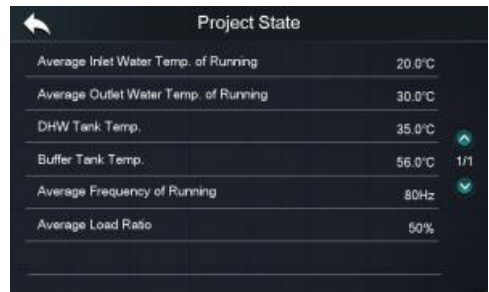 Project State
Average Inlet Water Temp. of Running 20.0°C
Average Outlet Water Temp. of Running 30.0°C
DHW Tank Temp. 35.0°C
Buffer Tank Temp. 56.0°C
1/1
Average Frequency of Running 80Hz
Average Load Ratio 50%